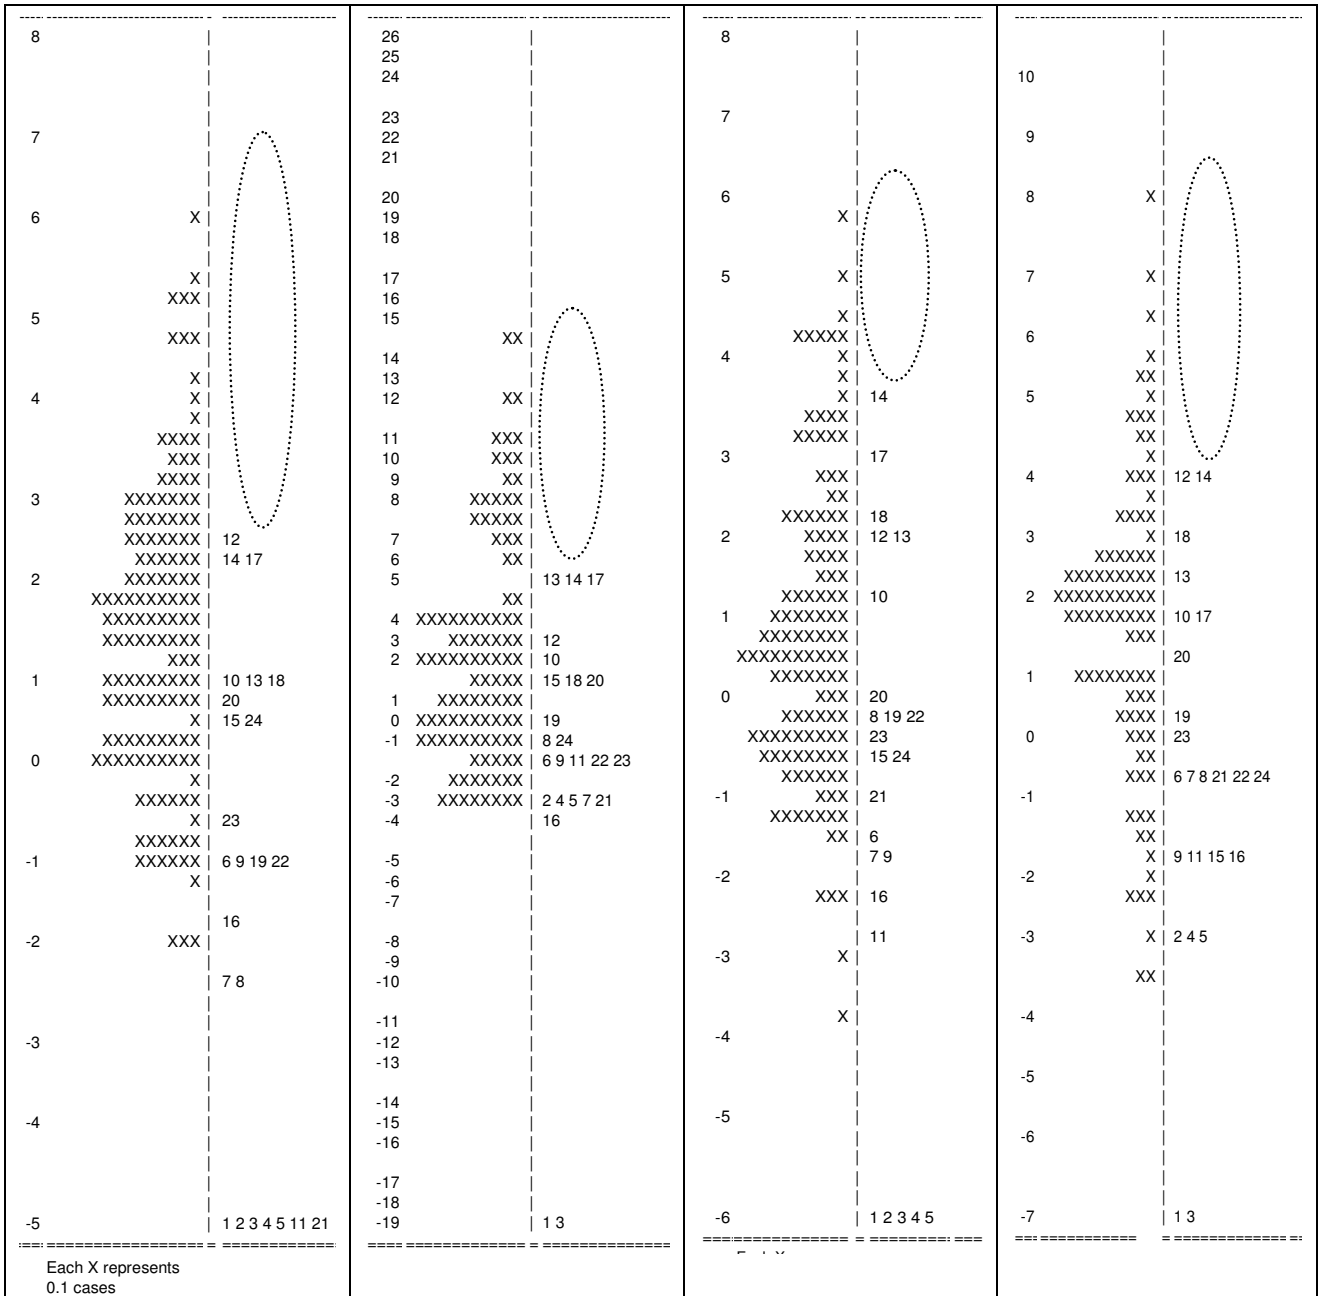 8 |
7 |
6 X |
X |
XXX |
5 |
XXX |
X |
4 X |
X |
XXXX |
XXX |
XXXX |
3 XXXXXXX |
XXXXXXX |
XXXXXXX | 12
XXXXXX | 14 17
2 XXXXXXX |
XXXXXXXXXX |
XXXXXXXXX |
XXXXXXXXX |
XXX |
1 XXXXXXXXX | 10 13 18
XXXXXXXXX | 20
X | 15 24
XXXXXXXXX |
0 XXXXXXXXXX |
X |
XXXXXX |
X | 23
XXXXXX |
-1 XXXXXX | 6 9 19 22
X |
| 16
-2 XXX |
| 7 8
-3 |
-4 |
-5 | 1 2 3 4 5 11 21
Each X represents
0.1 cases
26 |
25 |
24 |
23 |
22 |
21 |
20 |
19 |
18 |
17 |
16 |
15 |
XX |
14 |
13 |
12 XX |
11 XXX |
10 XXX |
9 XX |
8 XXXXX |
XXXXX |
7 XXX |
6 XX |
5 | 13 14 17
XX |
4 XXXXXXXXXX |
3 XXXXXXX | 12
2 XXXXXXXXXX | 10
XXXXX | 15 18 20
1 XXXXXXXX |
0 XXXXXXXXXX | 19
-1 XXXXXXXXXX | 8 24
XXXXX | 6 9 11 22 23
-2 XXXXXXX |
-3 XXXXXXXX | 2 4 5 7 21
-4 | 16
-5 |
-6 |
-7 |
-8 |
-9 |
-10 |
-11 |
-12 |
-13 |
-14 |
-15 |
-16 |
-17 |
-18 |
-19 | 1 3
8 |
7 |
6 |
X |
5 X |
X |
XXXXX |
4 X |
X |
X | 14
XXXX |
XXXXX |
3 | 17
XXX |
XX |
XXXXXX | 18
2 XXXX | 12 13
XXXX |
XXX |
XXXXXX | 10
1 XXXXXXX |
XXXXXXXX |
XXXXXXXXXX |
XXXXXXX |
0 XXX | 20
XXXXXX | 8 19 22
XXXXXXXXX | 23
XXXXXXXX | 15 24
XXXXXX |
-1 XXX | 21
XXXXXXX |
XX | 6
| 7 9
-2 |
XXX | 16
| 11
-3 X |
X |
-4 |
-5 |
-6 | 1 2 3 4 5
10 |
9 |
8 X |
7 X |
X |
6 |
X |
XX |
5 X |
XXX |
XX |
X |
4 XXX | 12 14
X |
XXXX |
3 X | 18
XXXXXX |
XXXXXXXXX | 13
2 XXXXXXXXXX |
XXXXXXXXX | 10 17
XXX |
| 20
1 XXXXXXXX |
XXX |
XXXX | 19
0 XXX | 23
XX |
XXX | 6 7 8 21 22 24
-1 |
XXX |
XX |
X | 9 11 15 16
-2 X |
XXX |
-3 X | 2 4 5
XX |
-4 |
-5 |
-6 |
-7 | 1 3